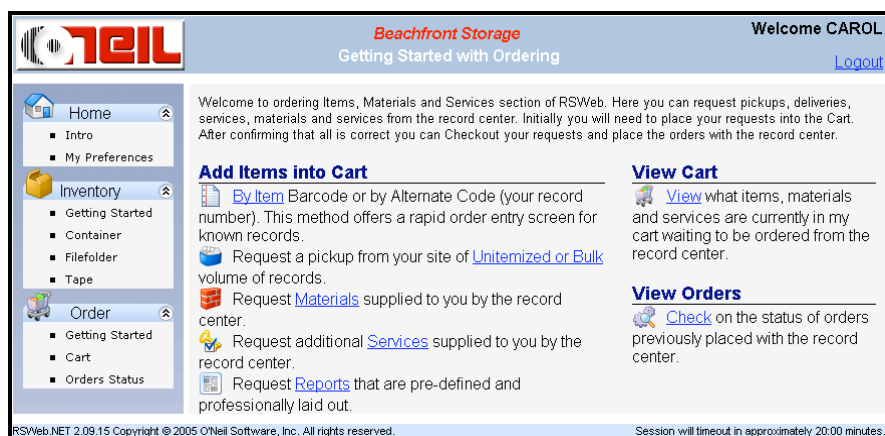 ONEIL
Beachfront Storage
Getting Started with Ordering
Welcome CAROL
Logout
Home
Intro
My Preferences
Inventory
Getting Started
Container
Filefolder
Tape
Order
Getting Started
Cart
Orders Status
Welcome to ordering Items, Materials and Services section of RSWeb. Here you can request pickups, deliveries,
services, materials and services from the record center. Initially you will need to place your requests into the Cart.
After confirming that all is correct you can Checkout your requests and place the orders with the record center.
Add Items into Cart
By Item Barcode or by Alternate Code (your record
number). This method offers a rapid order entry screen for
known records.
Request a pickup from your site of Unitemized or Bulk
volume of records.
Request Materials supplied to you by the record
center.
Request additional Services supplied to you by the
record center.
Request Reports that are pre-defined and
professionally laid out.
View Cart
View what items, materials
and services are currently in my
cart waiting to be ordered from the
record center.
View Orders
Check on the status of orders
previously placed with the record
center.
RSWeb.NET 2.09.15 Copyright © 2005 O'Neil Software, Inc. All rights reserved.
Session will timeout in approximately 20:00 minutes.